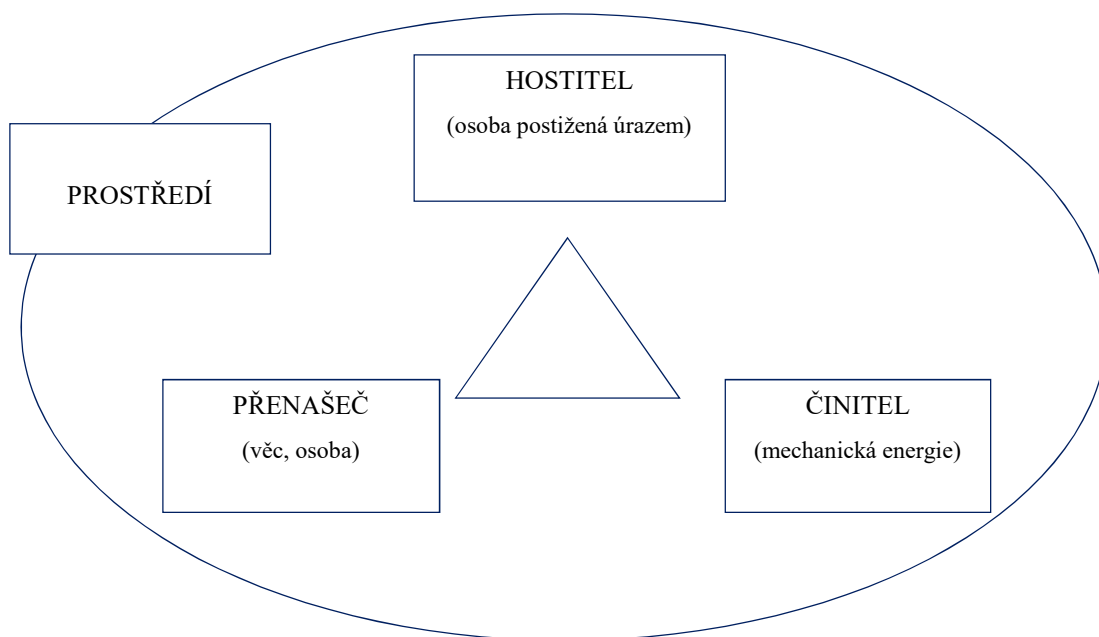 HOSTITEL
(osoba postižená úrazem)
PROSTŘEDÍ
PŘENAŠEČ
(věc, osoba)
ČINITEL
(mechanická energie)